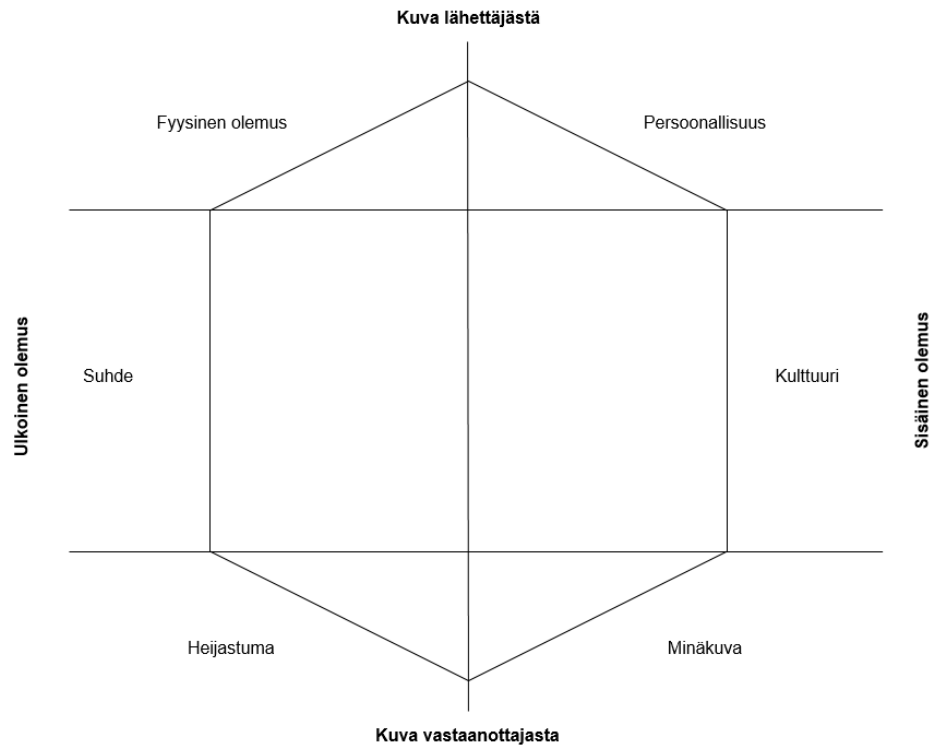 Kuva lähettäjästä
Fyysinen olemus
Persoonallisuus
Ulkoinen olemus
Suhde
Kulttuuri
Sisäinen olemus
Heijastuma
Minäkuva
Kuva vastaanottajasta